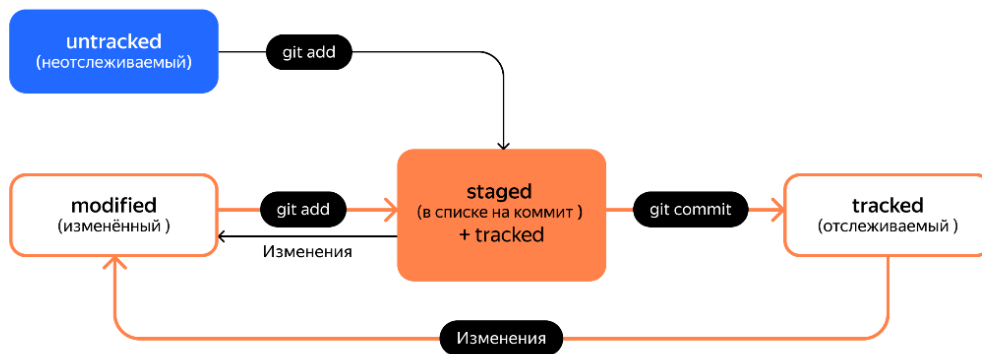 untracked
(неотслеживаемый)
git add
modified
(изменённый )
git add
Изменения
staged
(в списке на коммит )
+ tracked
git commit
tracked
(отслеживаемый )
Изменения